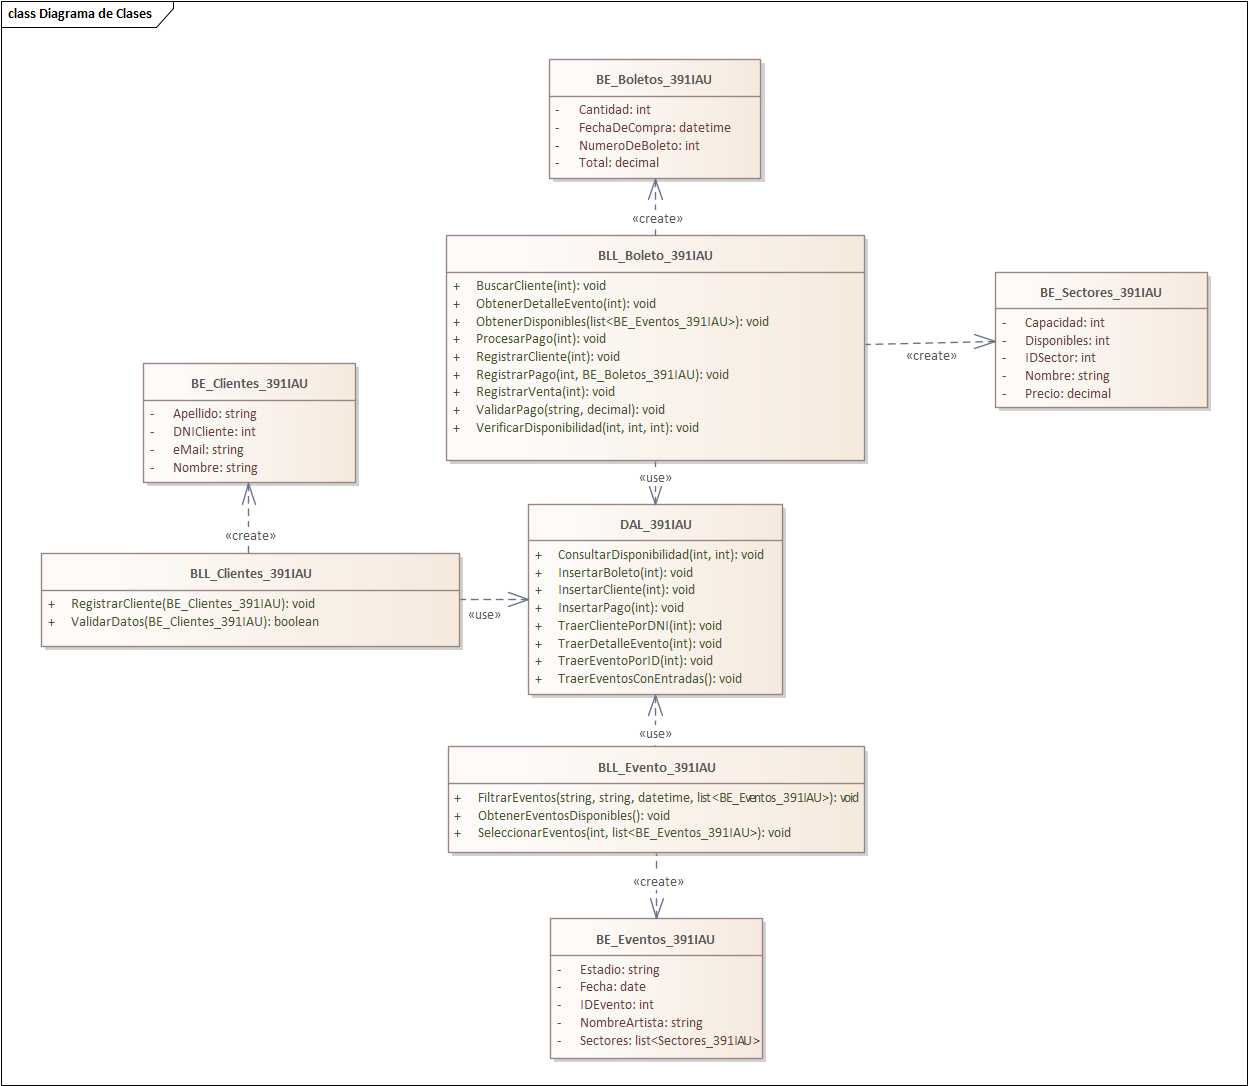 class Diagrama de Clases
BE_Boletos_391IAU
- Cantidad: int
- FechaDeCompra: datetime
- NumeroDeBoleto: int
- Total: decimal
«create»
BLL_Boleto_391IAU
+ BuscarCliente(int): void
+ ObtenerDetalleEvento(int): void
+ ObtenerDisponibles(list<BE_Eventos_391IAU>): void
+ ProcesarPago(int): void
+ RegistrarCliente(int): void
+ RegistrarPago(int, BE_Boletos_391IAU): void
+ RegistrarVenta(int): void
+ ValidarPago(string, decimal): void
+ VerificarDisponibilidad(int, int, int): void
«create»
BE_Sectores_391IAU
- Capacidad: int
- Disponibles: int
- IDSector: int
- Nombre: string
- Precio: decimal
BE_Clientes_391IAU
- Apellido: string
- DNICliente: int
- eMail: string
- Nombre: string
«create»
BLL_Clientes_391IAU
+ RegistrarCliente(BE_Clientes_391IAU): void
+ ValidarDatos(BE_Clientes_391IAU): boolean
«use»
«use»
DAL_391IAU
+ ConsultarDisponibilidad(int, int): void
+ InsertarBoleto(int): void
+ InsertarCliente(int): void
+ InsertarPago(int): void
+ TraerClientePorDNI(int): void
+ TraerDetalleEvento(int): void
+ TraerEventoPorID(int): void
+ TraerEventosConEntradas(): void
«use»
BLL_Evento_391IAU
+ FiltrarEventos(string, string, datetime, list<BE_Eventos_391IAU>): void
+ ObtenerEventosDisponibles(): void
+ SeleccionarEventos(int, list<BE_Eventos_391IAU>): void
«create»
BE_Eventos_391IAU
- Estadio: string
- Fecha: date
- IDEvento: int
- NombreArtista: string
- Sectores: list<Sectores_391IAU>